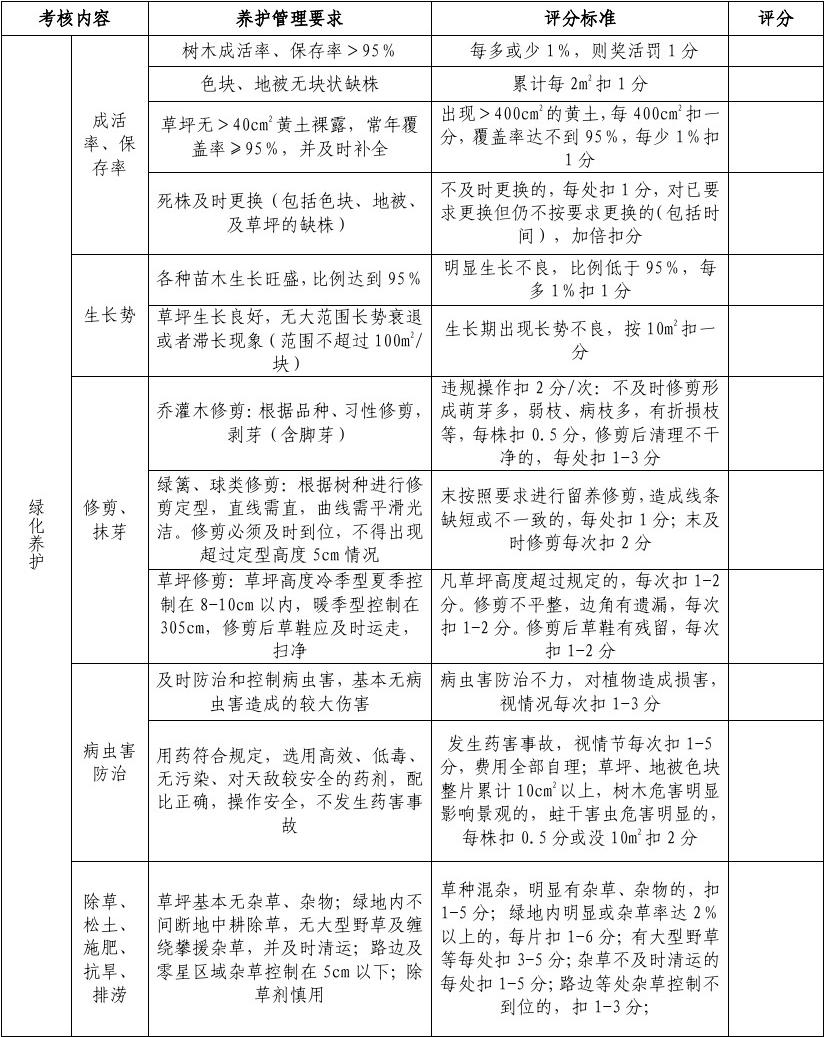 考核内容 养护管理要求 评分标准 评分
绿
化
养
护
成活
率、保
存率
树木成活率、保存率＞95%
每多或少1%，则奖活罚1分
色块、地被无块状缺株
累计每2m²扣1分
草坪无＞40cm²黄土裸露，常年覆
盖率≥95%，并及时补全
出现＞400cm²的黄土，每400cm²扣一
分，覆盖率达不到95%，每少1%扣
1分
死株及时更换（包括色块、地被、
及草坪的缺株）
不及时更换的，每处扣1分，对已要
求更换但仍不按要求更换的（包括时
间），加倍扣分
生长势
各种苗木生长旺盛，比例达到95%
明显生长不良，比例低于95%，每
多1%扣1分
草坪生长良好，无大范围长势衰退
或者滞长现象（范围不超过100m²/
块）
生长期出现长势不良，按10m²扣一
分
修剪、
抹芽
乔灌木修剪：根据品种、习性修剪，
剥芽（含脚芽）
违规操作扣2分/次：不及时修剪形
成萌芽多，弱枝、病枝多，有折损枝
等，每株扣0.5分，修剪后清理不干
净的，每处扣1-3分
绿篱、球类修剪：根据树种进行修
剪定型，直线需直，曲线需平滑光
洁。修剪必须及时到位，不得出现
超过定型高度5cm情况
末按照要求进行留养修剪，造成线条
缺短或不一致的，每处扣1分；末及
时修剪每次扣2分
草坪修剪：草坪高度冷季型夏季控
制在8-10cm以内，暖季型控制在
305cm，修剪后草鞋应及时运走，
扫净
凡草坪高度超过规定的，每次扣1-2
分。修剪不平整，边角有遗漏，每次
扣1-2分。修剪后草鞋有残留，每次
扣1-2分
病虫害
防治
及时防治和控制病虫害，基本无病
虫害造成的较大伤害
病虫害防治不力，对植物造成损害，
视情况每次扣1-3分
用药符合规定，选用高效、低毒、
无污染、对天敌较安全的药剂，配
比正确，操作安全，不发生药害事
故
发生药害事故，视情节每次扣1-5
分，费用全部自理；草坪、地被色块
整片累计10cm²以上，树木危害明显
影响景观的，蛀干害虫危害明显的，
每株扣0.5分或没10m²扣2分
除草、
松土、
施肥、
抗旱、
排涝
草坪基本无杂草、杂物；绿地内不
间断地中耕除草，无大型野草及缠
绕攀援杂草，并及时清运；路边及
零星区域杂草控制在5cm以下；除
草剂慎用
草种混杂，明显有杂草、杂物的，扣
1-5分；绿地内明显或杂草率达2%
以上的，每片扣1-6分；有大型野草
等每处扣3-5分；杂草不及时清运的
每处扣1-5分；路边等处杂草控制不
到位的，扣1-3分；